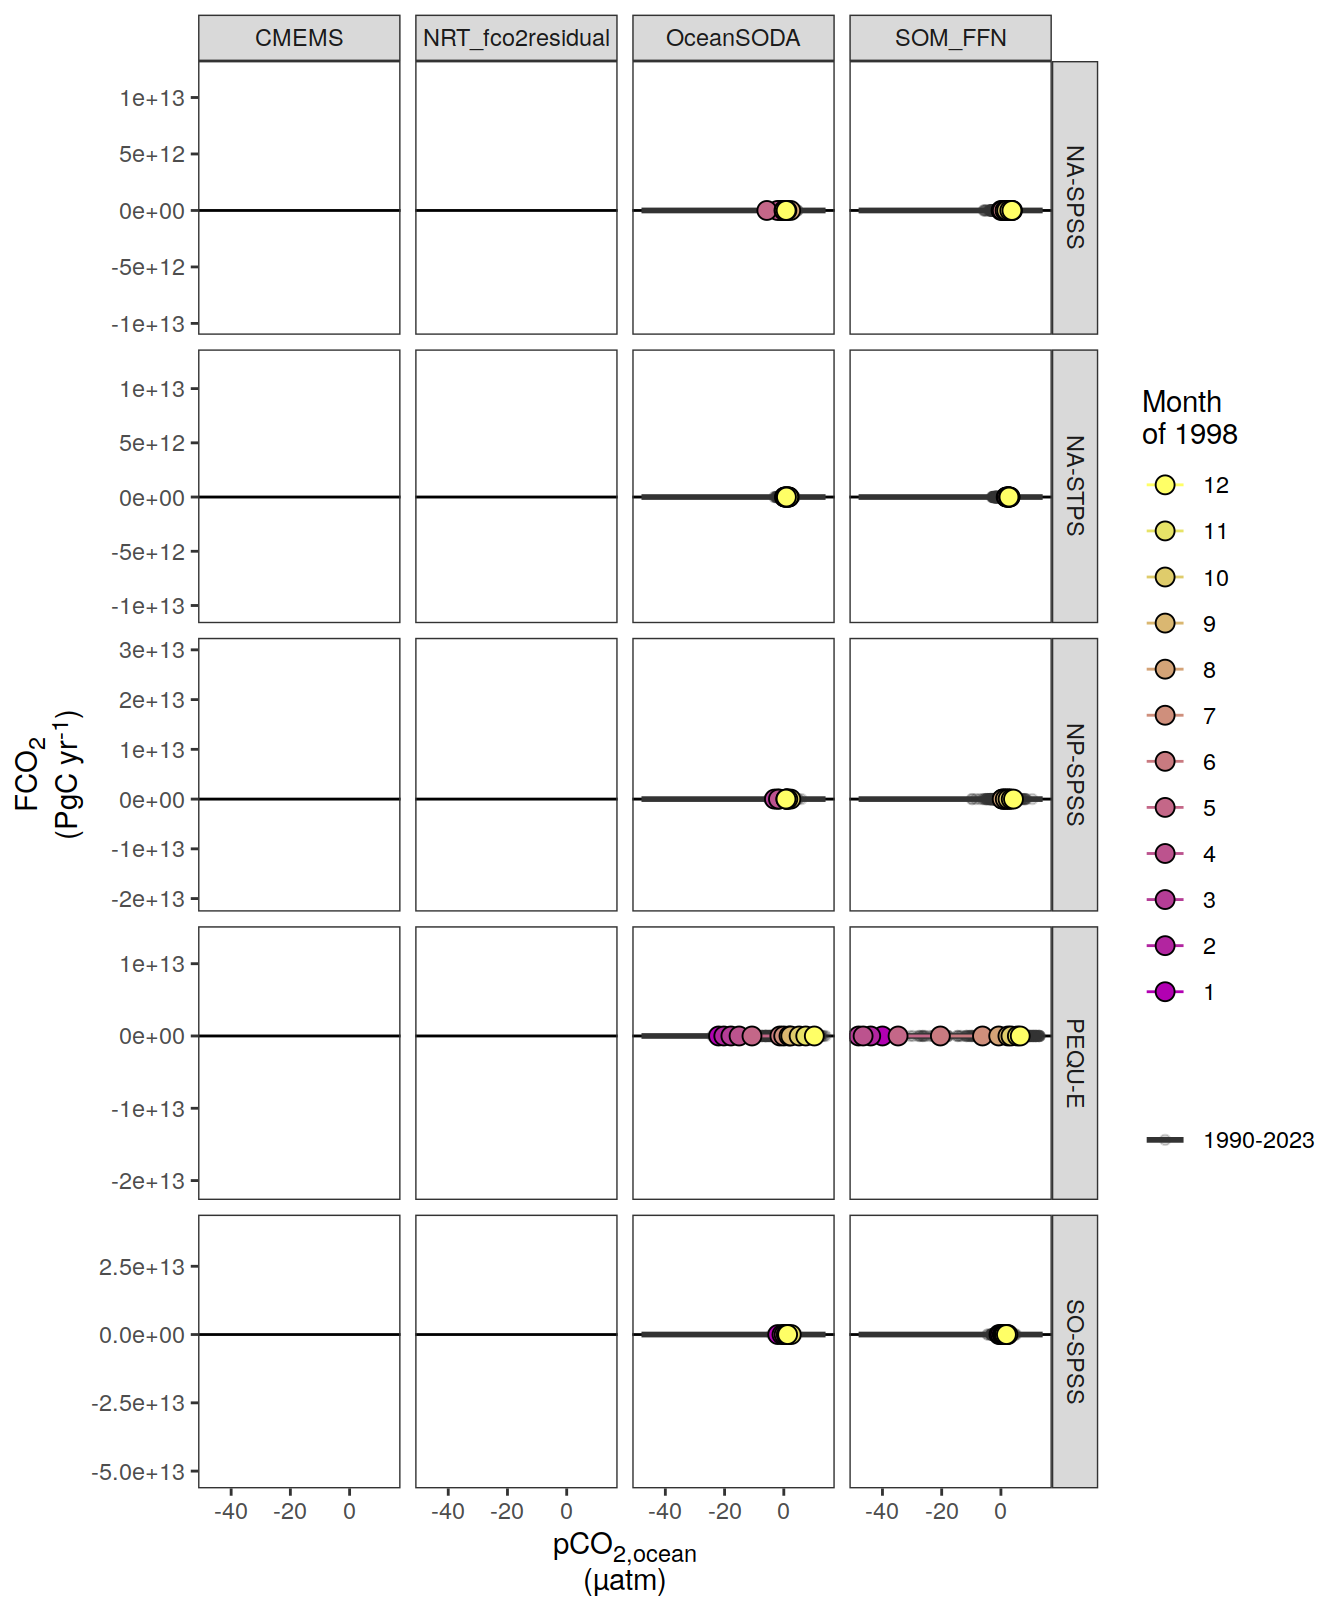 CMEMS
NRT_fco2residual
OceanSODA
SOM_FFN
1e+13
5e+12
0e+00
-5e+12
-1e+13
NA-SPSS
1e+13
5e+12
0e+00
-5e+12
-1e+13
NA-STPS
3e+13
2e+13
1e+13
0e+00
-1e+13
-2e+13
NP-SPSS
1e+13
0e+00
-1e+13
-2e+13
PEQU-E
2.5e+13
0.0e+00
-2.5e+13
-5.0e+13
SO-SPSS
-40 -20 0
-40 -20 0
-40 -20 0
-40 -20 0
pCO2,ocean
(µatm)
FCO2
(PgC yr-1)
Month
of 1998
12
11
10
9
8
7
6
5
4
3
2
1
1990-2023